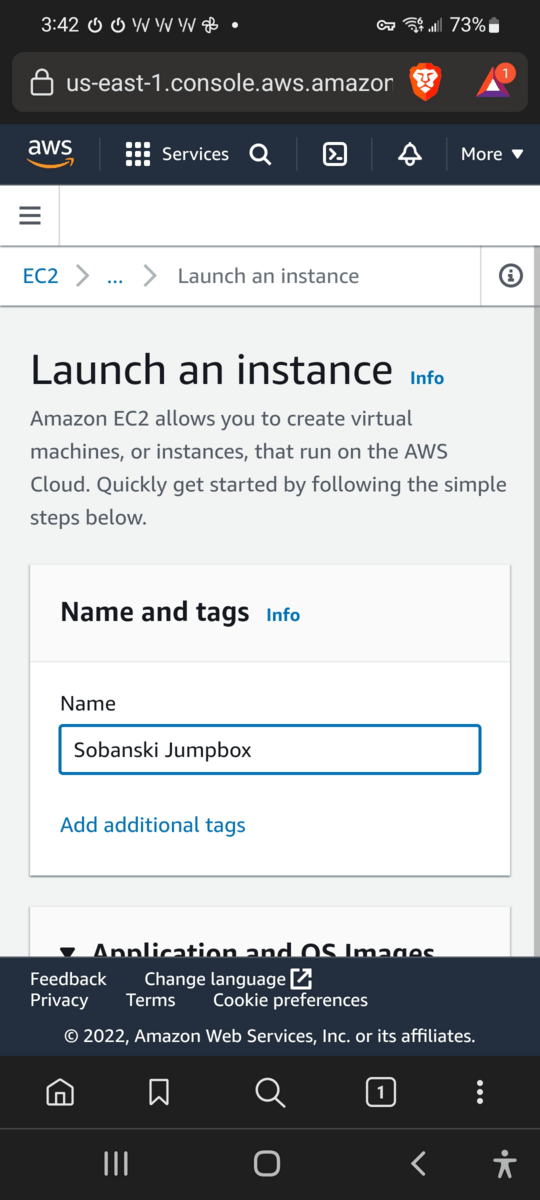 3:42
73%
us-east-1.console.aws.amazon
1
aws
Services
More
EC2
...
Launch an instance
Launch an instance Info
Amazon EC2 allows you to create virtual
machines, or instances, that run on the AWS
Cloud. Quickly get started by following the simple
steps below.
Name and tags Info
Name
Sobanski Jumpbox
Add additional tags
Application and OS Images
Feedback Change language
Privacy Terms Cookie preferences
© 2022, Amazon Web Services, Inc. or its affiliates.
1